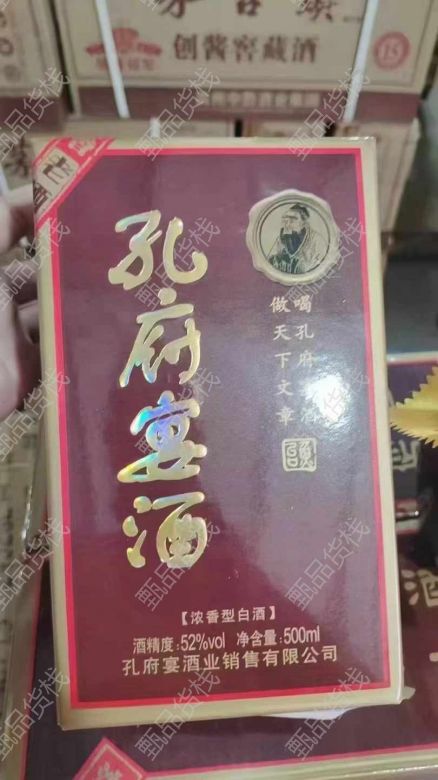 创酱窖藏酒
15
孔府宴酒
喝孔府
做天下文章
【浓香型白酒】
酒精度:52%vol 净含量:500ml
孔府宴酒业销售有限公司
酒
甄品货栈